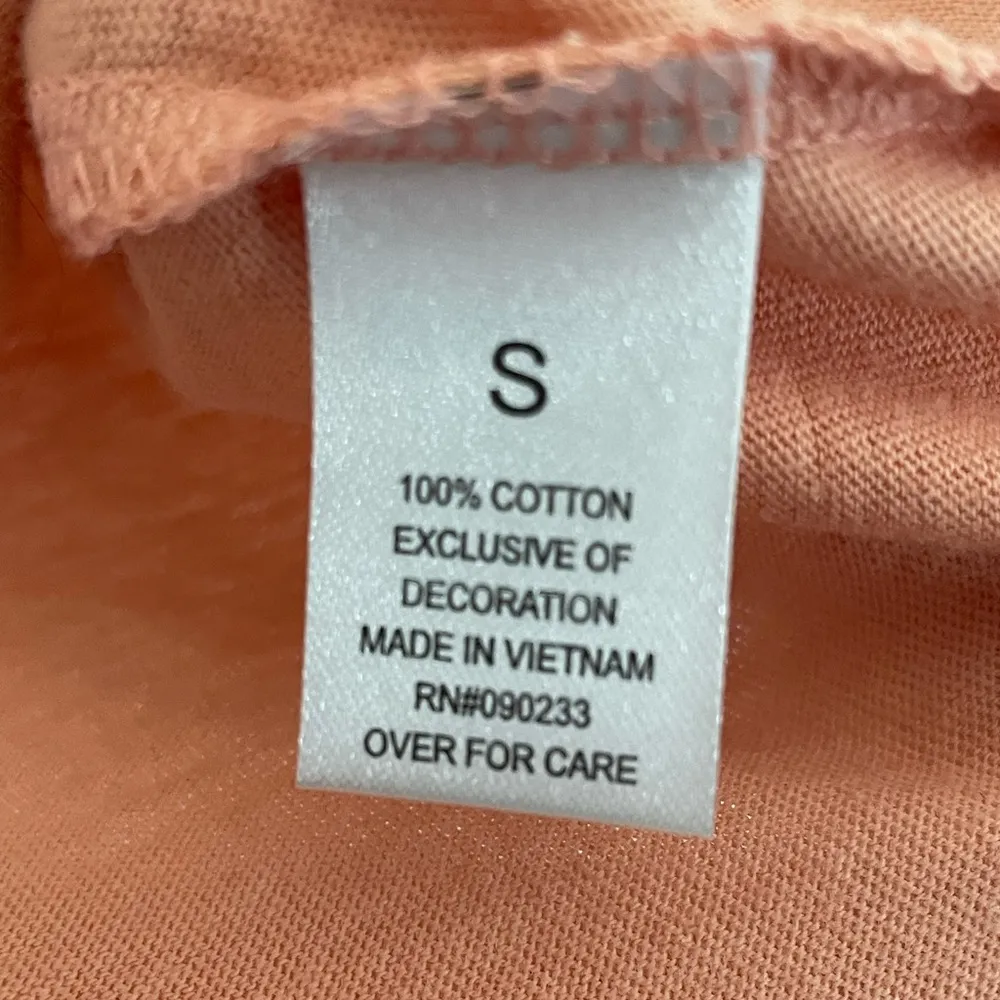 S
100% COTTON
EXCLUSIVE OF
DECORATION
MADE IN VIETNAM
RN#090233
OVER FOR CARE